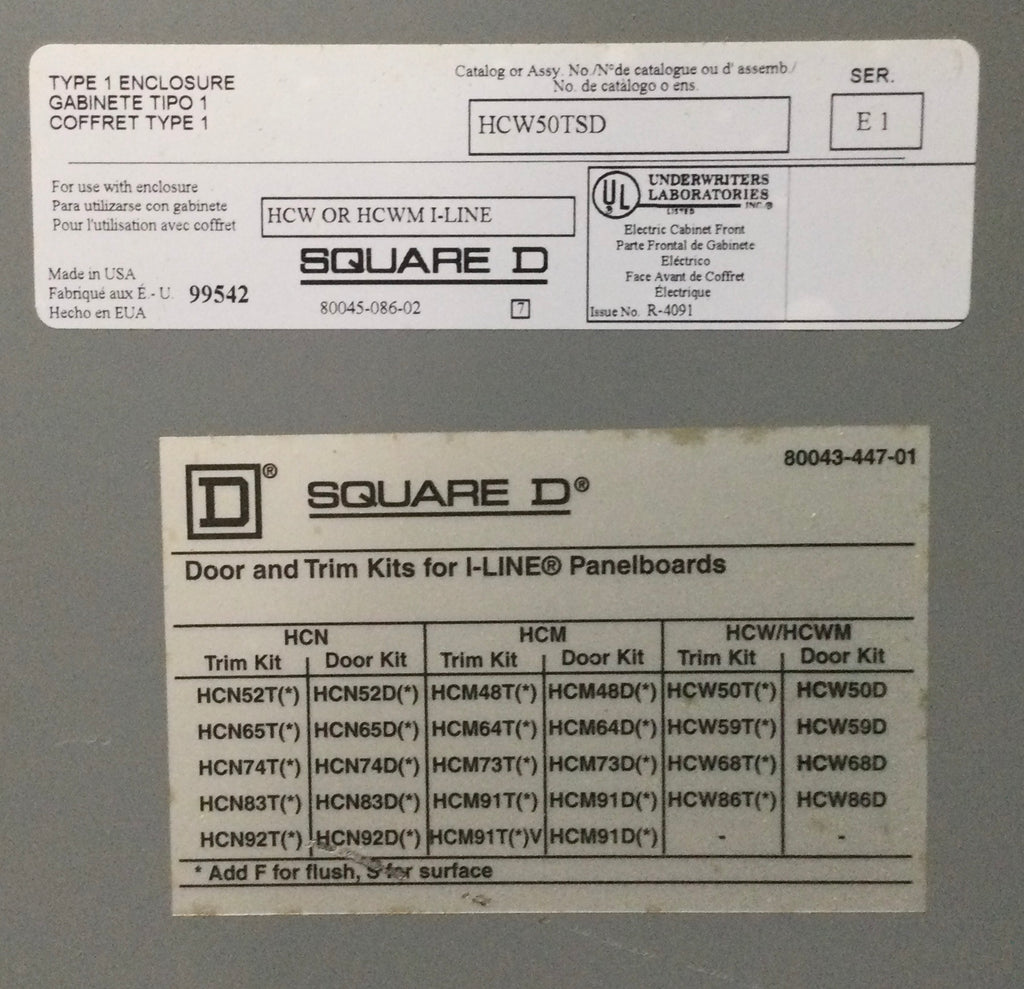 TYPE 1 ENCLOSURE
GABINETE TIPO 1
COFFRET TYPE 1
Catalog or Assy. No./N° de catalogue ou d'assemb./
No. de catálogo o ens.
HCW50TSD
SER.
E 1
For use with enclosure
Para utilizarse con gabinete
Pour l'utilisation avec coffret
HCW OR HCWM I-LINE
SQUARE D
Made in USA
Fabriqué aux É.- U. 99542
Hecho en EUA
80045-086-02 7
UL UNDERWRITERS
LABORATORIES
LISTED INC.®
Electric Cabinet Front
Parte Frontal de Gabinete
Eléctrico
Face Avant de Coffret
Électrique
Issue No. R-4091
80043-447-01
D® SQUARE D®
Door and Trim Kits for I-LINE® Panelboards
HCN HCM HCW/HCWM
Trim Kit Door Kit Trim Kit Door Kit Trim Kit Door Kit
HCN52T(*) HCN52D(*) HCM48T(*) HCM48D(*) HCW50T(*) HCW50D
HCN65T(*) HCN65D(*) HCM64T(*) HCM64D(*) HCW59T(*) HCW59D
HCN74T(*) HCN74D(*) HCM73T(*) HCM73D(*) HCW68T(*) HCW68D
HCN83T(*) HCN83D(*) HCM91T(*) HCM91D(*) HCW86T(*) HCW86D
HCN92T(*) HCN92D(*) HCM91T(*)V HCM91D(*) - -
* Add F for flush, S for surface